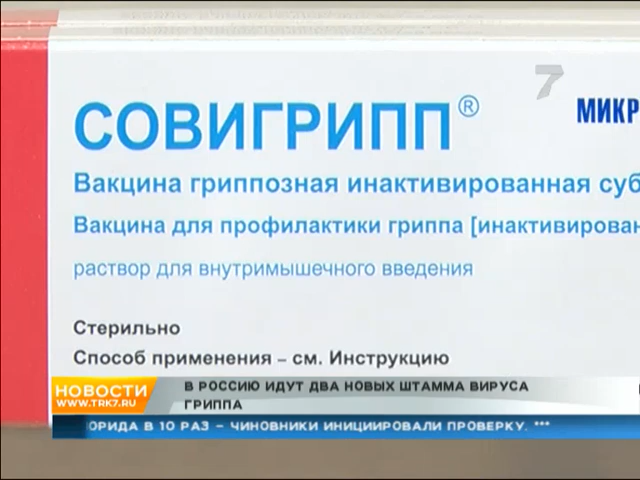 7
СОВИГРИПП®
МИКР
Вакцина гриппозная инактивированная суб
Вакцина для профилактики гриппа [инактивирован
раствор для внутримышечного введения
Стерильно
Способ применения – см. Инструкцию
НОВОСТИ
WWW.TRK7.RU
В РОССИЮ ИДУТ ДВА НОВЫХ ШТАММА ВИРУСА
ГРИППА
ОРИДА В 10 РАЗ – ЧИНОВНИКИ ИНИЦИИРОВАЛИ ПРОВЕРКУ. ***